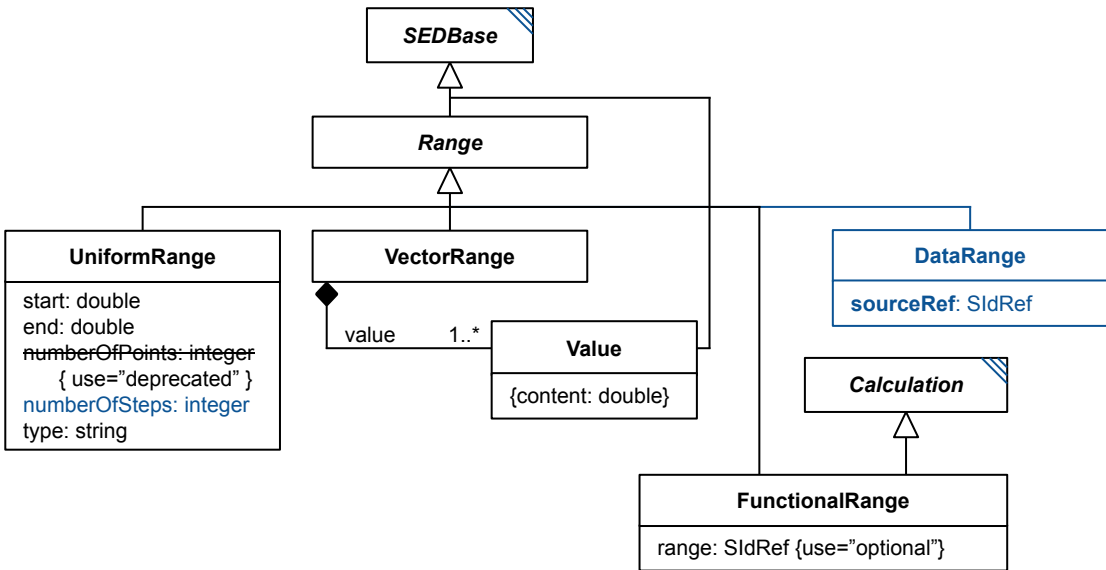 SEDBase
Range
UniformRange
start: double
end: double
numberOfPoints: integer
{ use=”deprecated” }
numberOfSteps: integer
type: string
VectorRange
value 1..*
Value
{content: double}
DataRange
sourceRef: SIdRef
Calculation
FunctionalRange
range: SIdRef {use=”optional”}